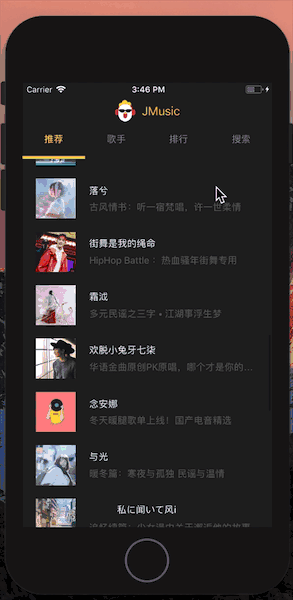 Carrier 3:46 PM
JMusic
推荐 歌手 排行 搜索
落兮
古风情书：听一宿梵唱，许一世柔情
街舞是我的绳命
HipHop Battle： 热血骚年街舞专用
霜泧
多元民谣之三字 • 江湖事浮生梦
欢脱小兔牙七柒
华语金曲原创PK原唱，哪个才是你的...
念安娜
冬天暖腿歌单上线！国产电音精选
与光
暖冬篇：寒夜与孤独 民谣与温情
私に闻いて风i